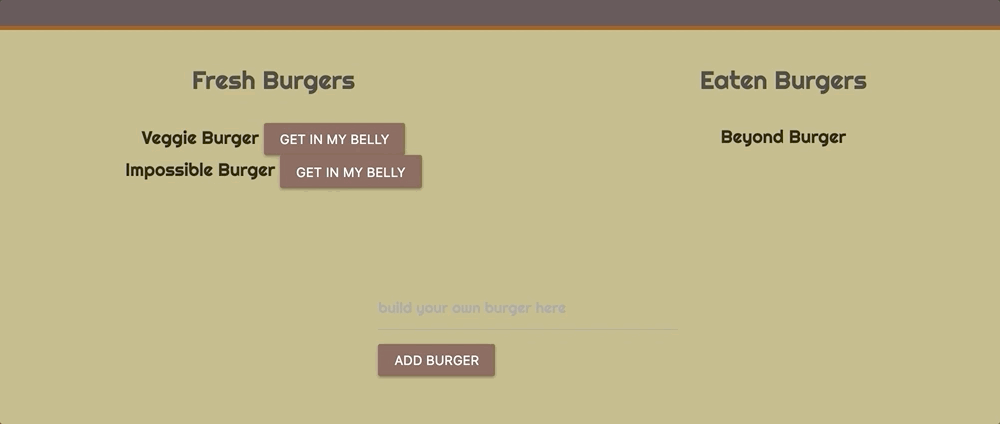 Fresh Burgers
Eaten Burgers
Veggie Burger GET IN MY BELLY
Beyond Burger
Impossible Burger GET IN MY BELLY
build your own burger here
ADD BURGER